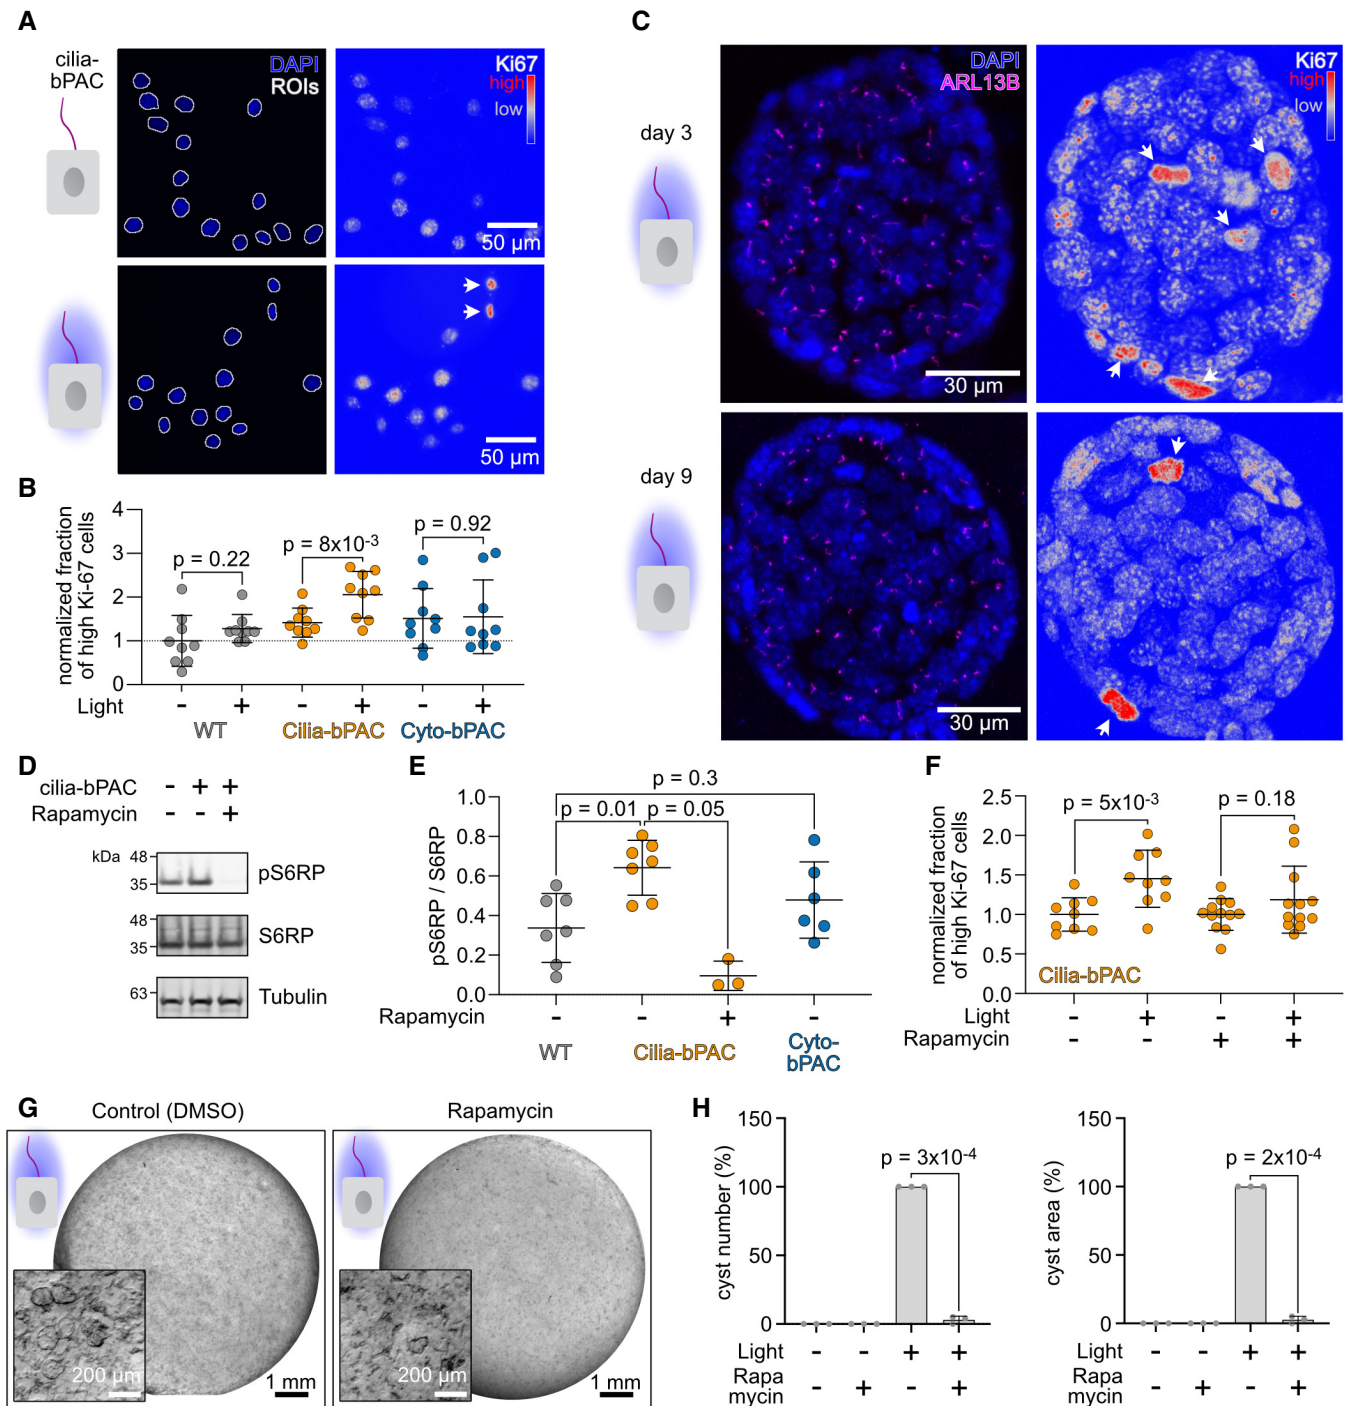 A
cilia-
bPAC
DAPI
ROIs
Ki67
high
low
50 µm
50 µm
B
normalized fraction
of high Ki-67 cells
4
3
2
1
0
p = 0.22
p = 8x10-3
p = 0.92
Light - + - + - +
WT Cilia-bPAC Cyto-bPAC
C
day 3
DAPI
ARL13B
Ki67
high
low
30 µm
day 9
30 µm
D
cilia-bPAC - + +
Rapamycin - - +
kDa
48
35
pS6RP
48
35
S6RP
63
Tubulin
E
pS6RP / S6RP
1.0
0.8
0.6
0.4
0.2
0.0
p = 0.3
p = 0.01
p = 0.05
Rapamycin - - + -
WT Cilia-bPAC Cyto-
bPAC
F
normalized fraction
of high Ki-67 cells
2.5
2.0
1.5
1.0
0.5
0.0
p = 5x10-3
p = 0.18
Cilia-bPAC
Light - + - +
Rapamycin - - + +
G
Control (DMSO)
200 µm
1 mm
Rapamycin
200 µm
1 mm
H
cyst number (%)
150
100
50
0
p = 3x10-4
Light - - + +
Rapa
mycin - + - +
cyst area (%)
150
100
50
0
p = 2x10-4
Light - - + +
Rapa
mycin - + - +